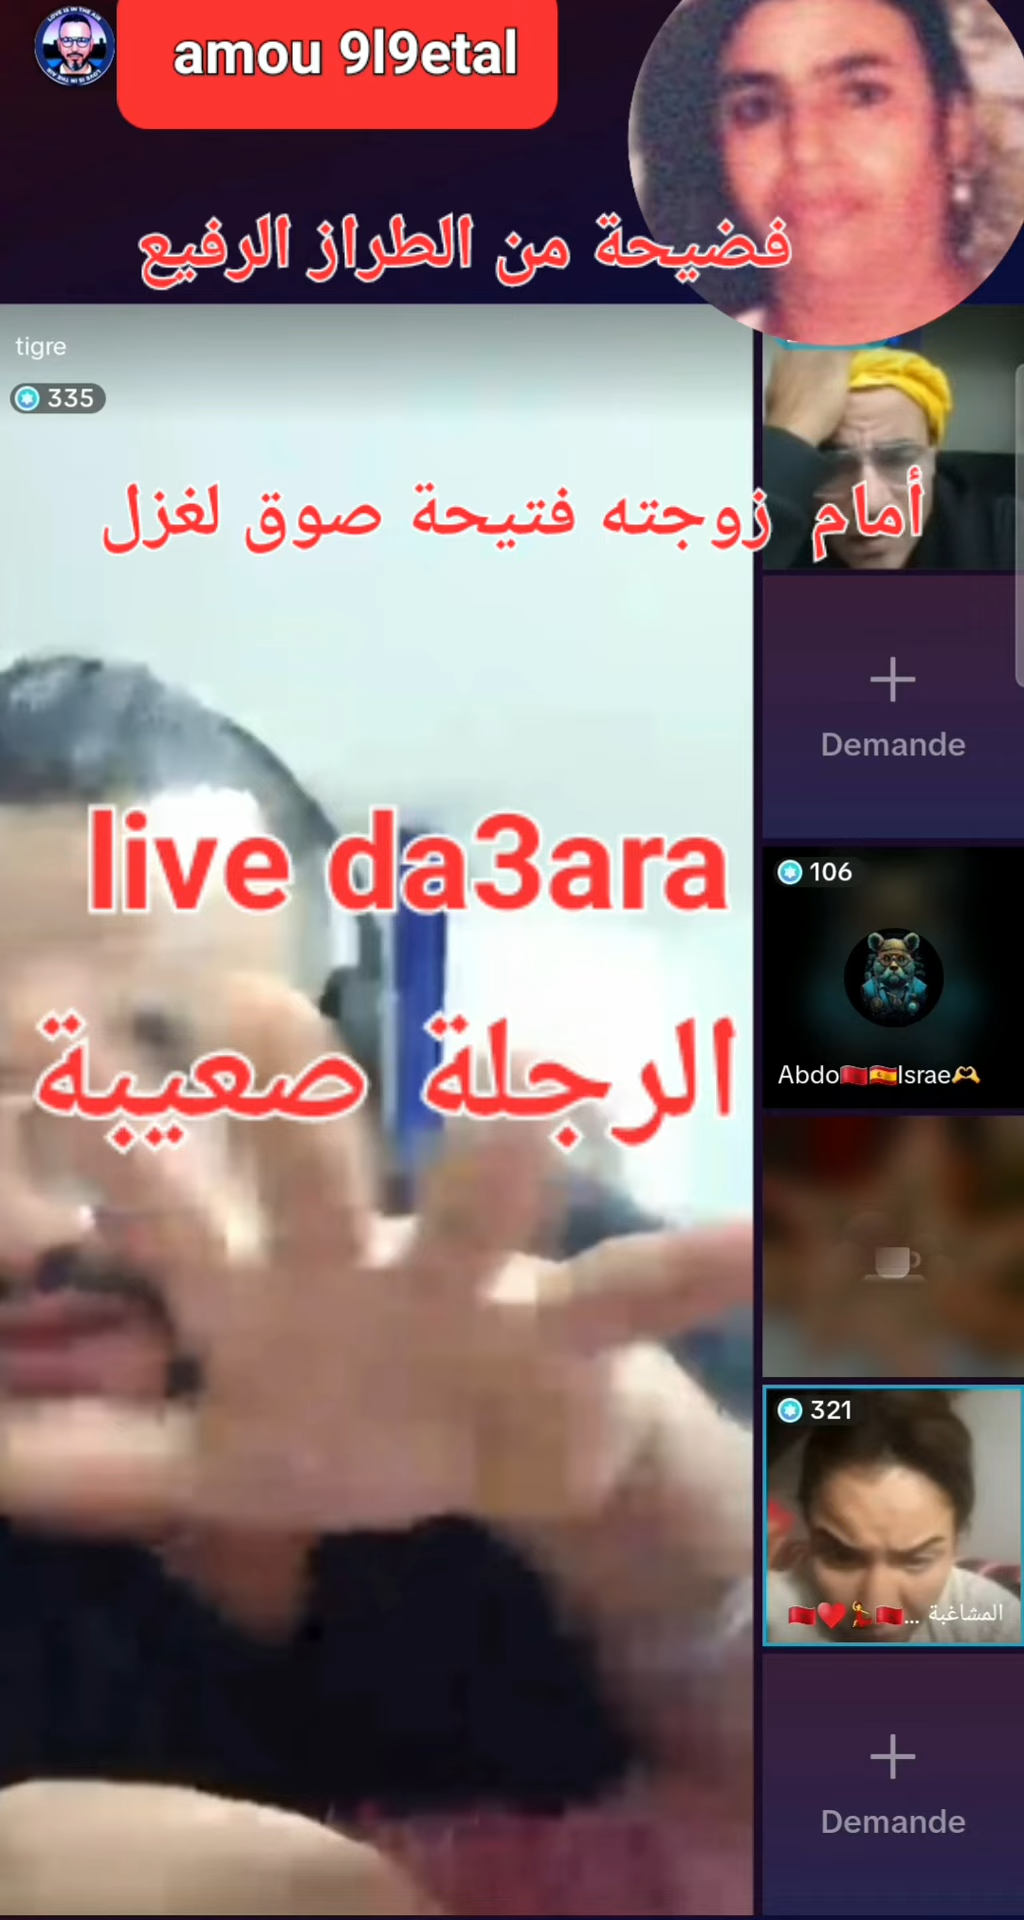 amou 9l9etal
فضيحة من الطراز الرفيع
tigre
335
أمام زوجته فتيحة صوق لغزل
Demande
live da3ara
106
الرجلة صعيبة
Abdo🇲🇦🇪🇸Israe🫶
321
المشاغبة ...🇲🇦💃❤️🇲🇦
Demande